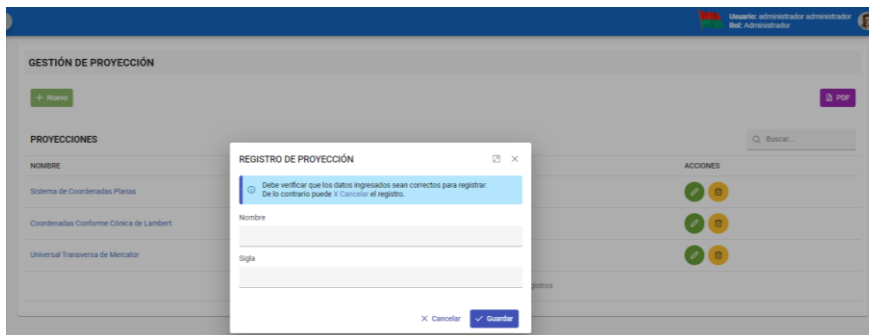 Usuario: administrador administrador
Rol: Administrador
GESTIÓN DE PROYECCIÓN
+ Nuevo
PDF
PROYECCIONES
Buscar...
NOMBRE
ACCIONES
Sistema de Coordenadas Planas
Coordenadas Conforme Cónica de Lambert
Universal Transversa de Mercator
REGISTRO DE PROYECCIÓN
Debe verificar que los datos ingresados sean correctos para registrar.
De lo contrario puede X Cancelar el registro.
Nombre
Sigla
X Cancelar
Guardar